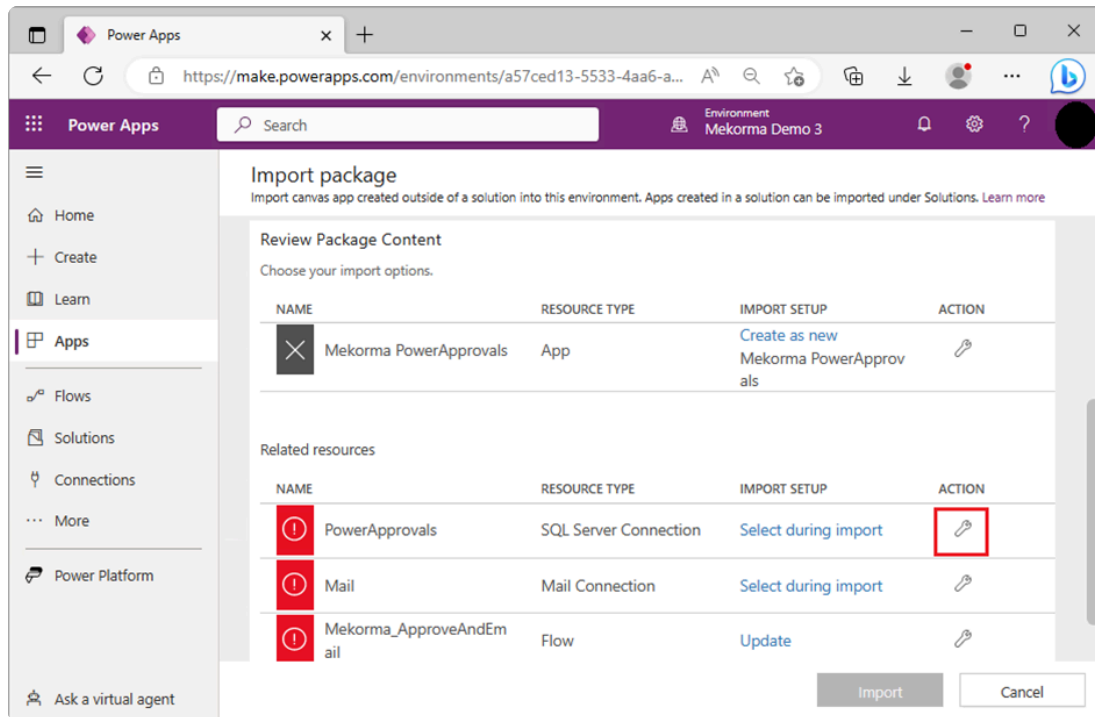 Power Apps
https://make.powerapps.com/environments/a57ced13-5533-4aa6-a...
Power Apps
Search
Environment
Mekorma Demo 3
Home
Create
Learn
Apps
Flows
Solutions
Connections
More
Power Platform
Ask a virtual agent
Import package
Import canvas app created outside of a solution into this environment. Apps created in a solution can be imported under Solutions. Learn more
Review Package Content
Choose your import options.
NAME RESOURCE TYPE IMPORT SETUP ACTION
Mekorma PowerApprovals App Create as new
Mekorma PowerApprov
als
Related resources
NAME RESOURCE TYPE IMPORT SETUP ACTION
PowerApprovals SQL Server Connection Select during import
Mail Mail Connection Select during import
Mekorma_ApproveAndEm
ail Flow Update
Import Cancel